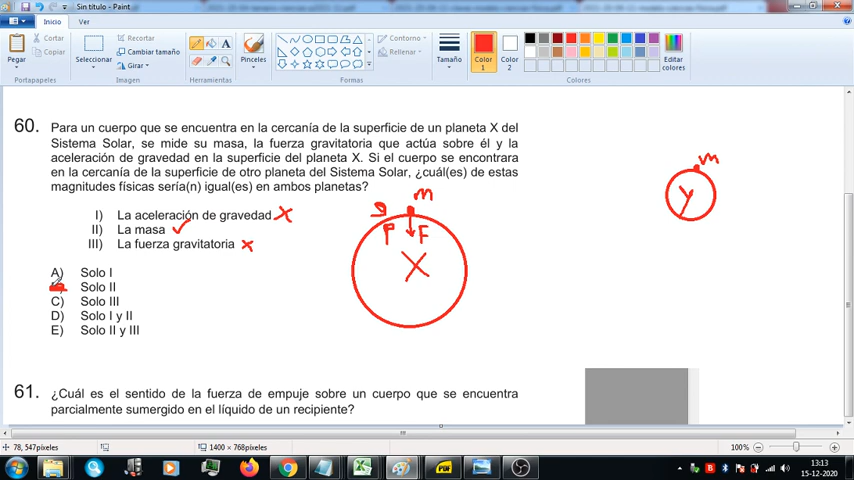 Sin título - Paint
Inicio
Ver
Pegar
Cortar
Copiar
Portapapeles
Seleccionar
Recortar
Cambiar tamaño
Girar
Imagen
Herramientas
Pinceles
Contorno
Rellenar
Formas
Tamaño
Color 1
Color 2
Editar colores
Colores
60.
Para un cuerpo que se encuentra en la cercanía de la superficie de un planeta X del
Sistema Solar, se mide su masa, la fuerza gravitatoria que actúa sobre él y la
aceleración de gravedad en la superficie del planeta X. Si el cuerpo se encontrara
en la cercanía de la superficie de otro planeta del Sistema Solar, ¿cuál(es) de estas
magnitudes físicas sería(n) igual(es) en ambos planetas?
I) La aceleración de gravedad
II) La masa
III) La fuerza gravitatoria
A) Solo I
Solo II
C) Solo III
D) Solo I y II
E) Solo II y III
m
F
X
m
Y
61.
¿Cuál es el sentido de la fuerza de empuje sobre un cuerpo que se encuentra
parcialmente sumergido en el líquido de un recipiente?
78, 547píxeles
1400 × 768píxeles
100%
13:13
15-12-2020